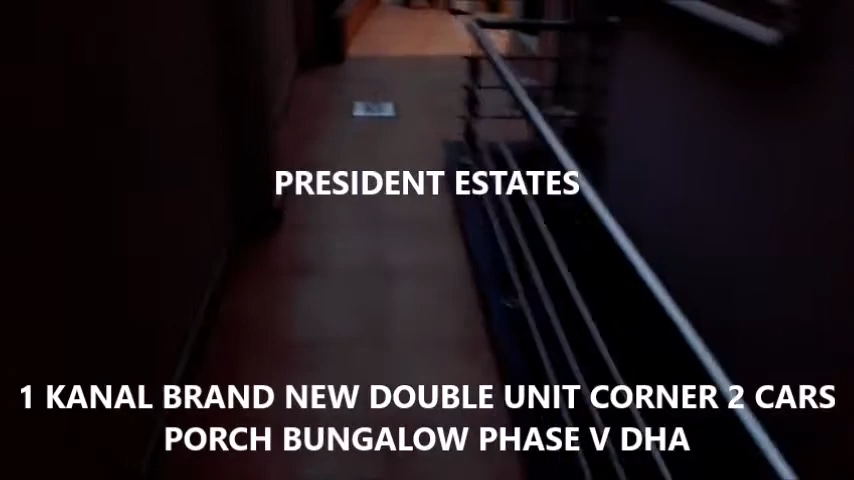 PRESIDENT ESTATES
1 KANAL BRAND NEW DOUBLE UNIT CORNER 2 CARS
PORCH BUNGALOW PHASE V DHA